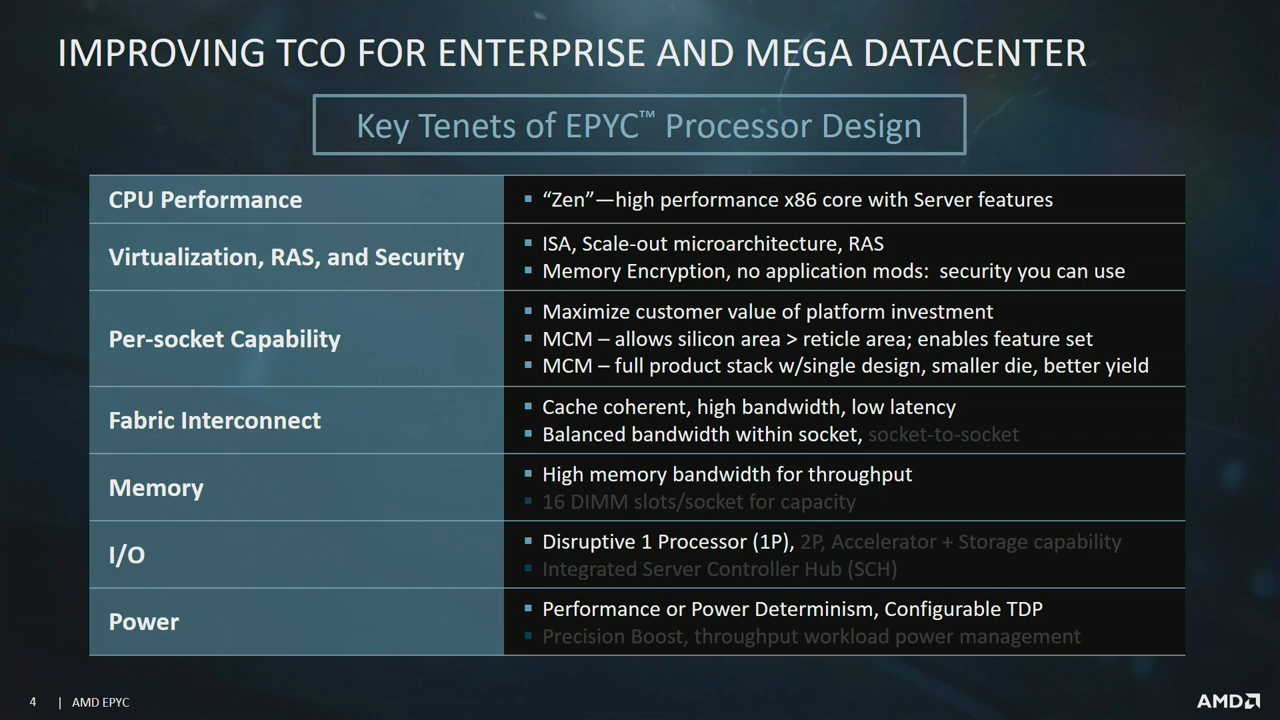 IMPROVING TCO FOR ENTERPRISE AND MEGA DATACENTER
Key Tenets of EPYC™ Processor Design
CPU Performance
▪ “Zen”—high performance x86 core with Server features
Virtualization, RAS, and Security
▪ ISA, Scale-out microarchitecture, RAS
▪ Memory Encryption, no application mods: security you can use
Per-socket Capability
▪ Maximize customer value of platform investment
▪ MCM – allows silicon area > reticle area; enables feature set
▪ MCM – full product stack w/single design, smaller die, better yield
Fabric Interconnect
▪ Cache coherent, high bandwidth, low latency
▪ Balanced bandwidth within socket, socket-to-socket
Memory
▪ High memory bandwidth for throughput
▪ 16 DIMM slots/socket for capacity
I/O
▪ Disruptive 1 Processor (1P), 2P, Accelerator + Storage capability
▪ Integrated Server Controller Hub (SCH)
Power
▪ Performance or Power Determinism, Configurable TDP
▪ Precision Boost, throughput workload power management
4 | AMD EPYC
AMD